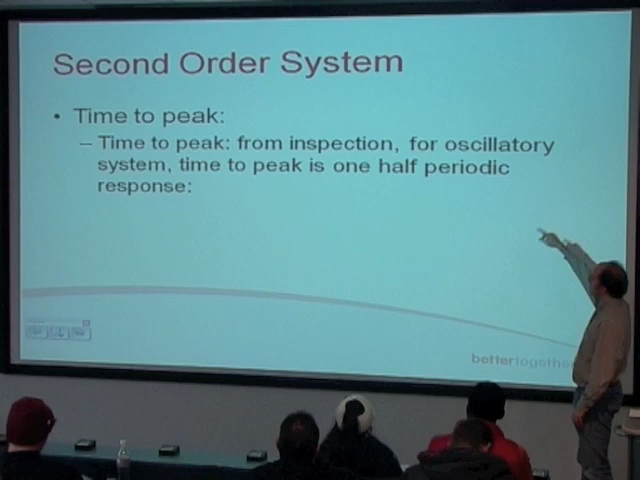 Second Order System
• Time to peak:
– Time to peak: from inspection, for oscillatory
system, time to peak is one half periodic
response:
bettertogether